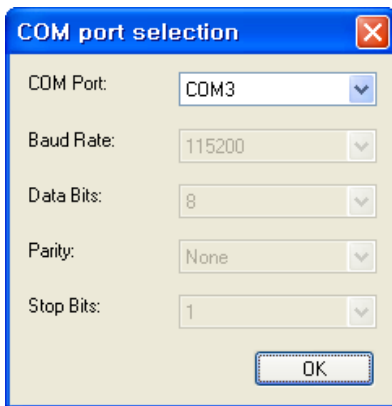 COM port selection
COM Port: COM3
Baud Rate: 115200
Data Bits: 8
Parity: None
Stop Bits: 1
OK